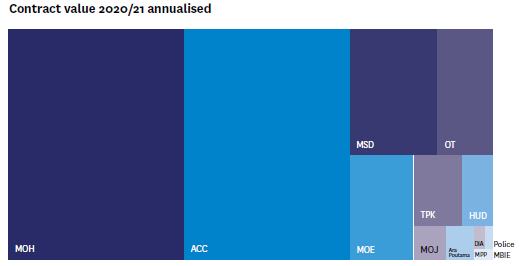 Contract value 2020/21 annualised
MSD
OT
TPK
HUD
MOH
ACC
MOE
MOJ
Ara
Poutama
DIA
MPP
Police
MBIE